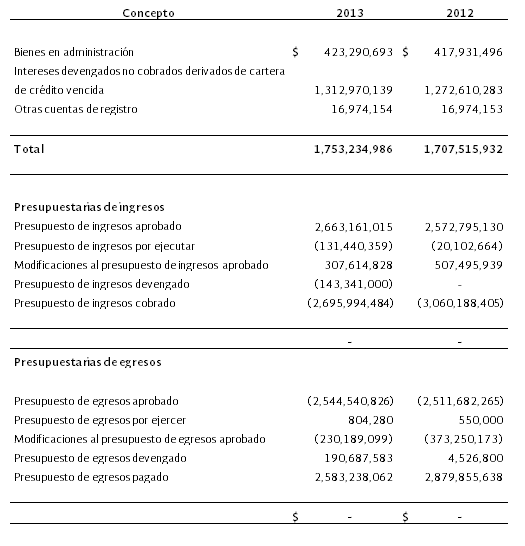 Concepto 2013 2012
Bienes en administración $ 423,290,693 $ 417,931,496
Intereses devengados no cobrados derivados de cartera
de crédito vencida 1,312,970,139 1,272,610,283
Otras cuentas de registro 16,974,154 16,974,153
Total 1,753,234,986 1,707,515,932
Presupuestarias de ingresos
Presupuesto de ingresos aprobado 2,663,161,015 2,572,795,130
Presupuesto de ingresos por ejecutar (131,440,359) (20,102,664)
Modificaciones al presupuesto de ingresos aprobado 307,614,828 507,495,939
Presupuesto de ingresos devengado (143,341,000) -
Presupuesto de ingresos cobrado (2,695,994,484) (3,060,188,405)
- -
Presupuestarias de egresos
Presupuesto de egresos aprobado (2,544,540,826) (2,511,682,265)
Presupuesto de egresos por ejercer 804,280 550,000
Modificaciones al presupuesto de egresos aprobado (230,189,099) (373,250,173)
Presupuesto de egresos devengado 190,687,583 4,526,800
Presupuesto de egresos pagado 2,583,238,062 2,879,855,638
$ - $ -